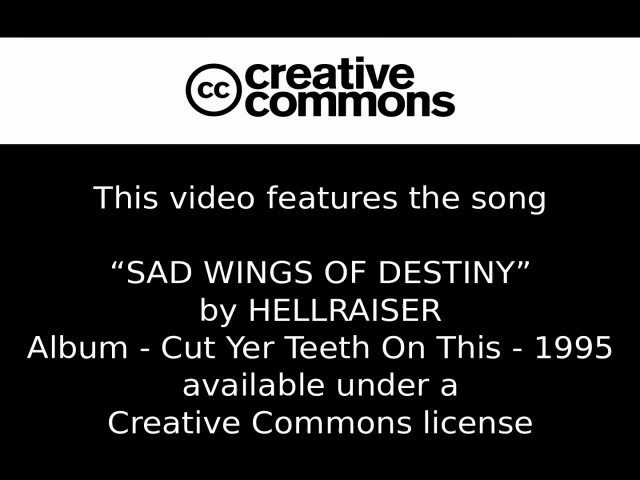 cc creative
commons
This video features the song
“SAD WINGS OF DESTINY”
by HELLRAISER
Album - Cut Yer Teeth On This - 1995
available under a
Creative Commons license